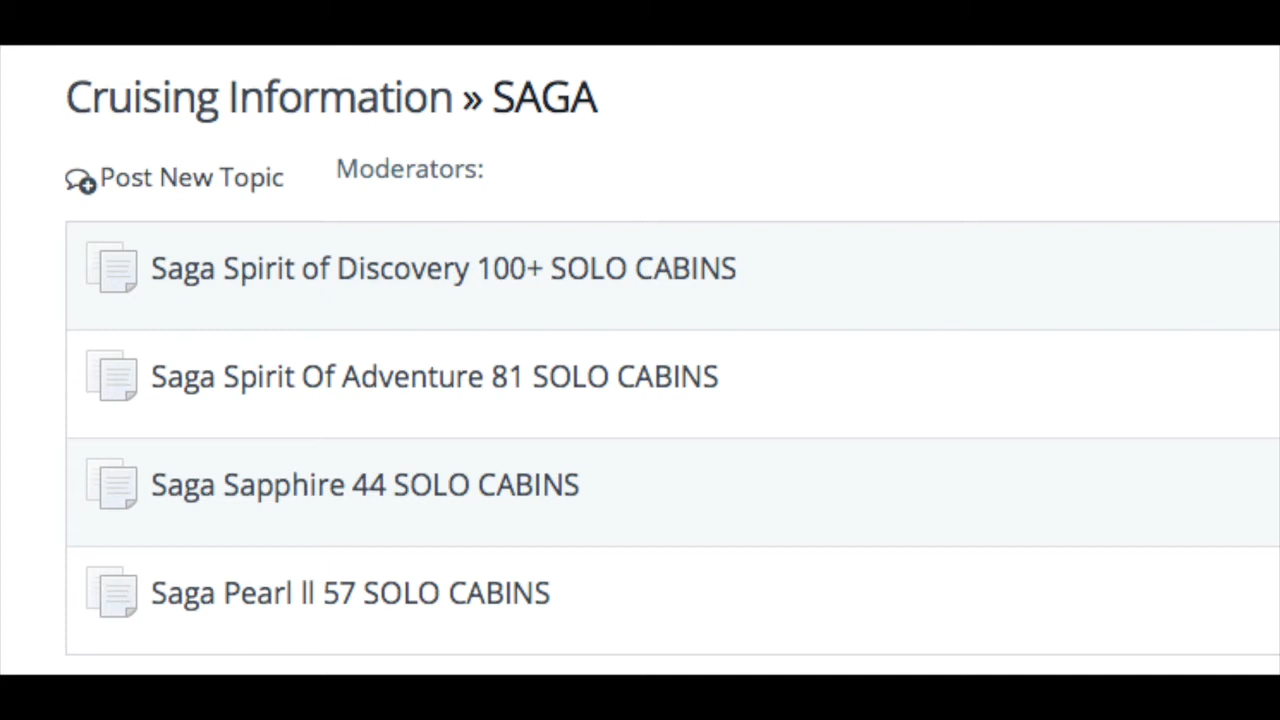 Cruising Information » SAGA
Post New Topic
Moderators:
Saga Spirit of Discovery 100+ SOLO CABINS
Saga Spirit Of Adventure 81 SOLO CABINS
Saga Sapphire 44 SOLO CABINS
Saga Pearl ll 57 SOLO CABINS